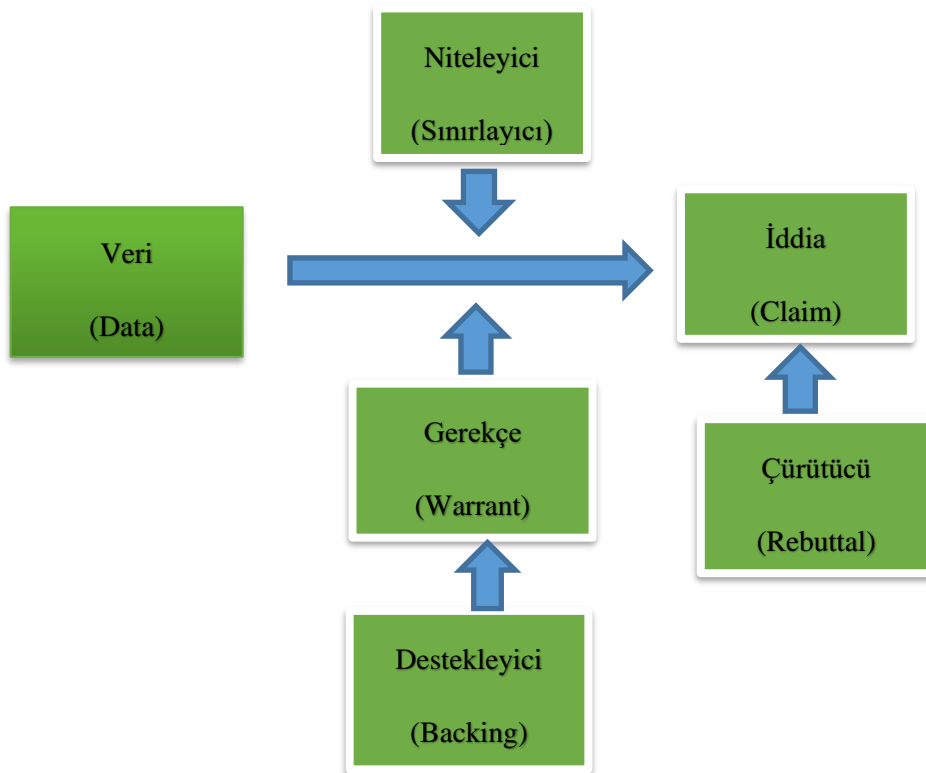 Niteleyici
(Sınırlayıcı)
Veri
(Data)
İddia
(Claim)
Gerekçe
(Warrant)
Çürütücü
(Rebuttal)
Destekleyici
(Backing)